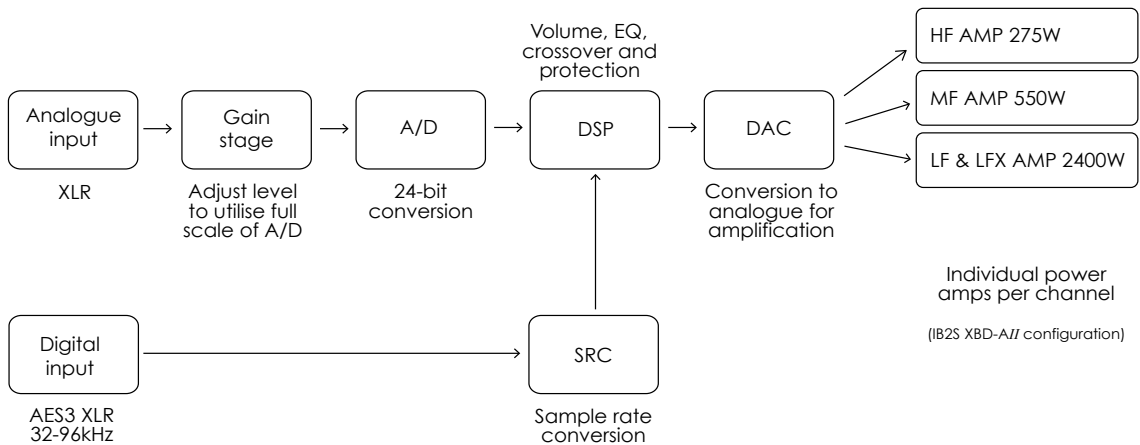 Volume, EQ,
crossover and
protection
HF AMP 275W
MF AMP 550W
LF & LFX AMP 2400W
Analogue
input
Gain
stage
A/D
DSP
DAC
XLR
Adjust level
to utilise full
scale of A/D
24-bit
conversion
Conversion to
analogue for
amplification
Individual power
amps per channel
(IB2S XBD-AII configuration)
Digital
input
SRC
AES3 XLR
32-96kHz
Sample rate
conversion